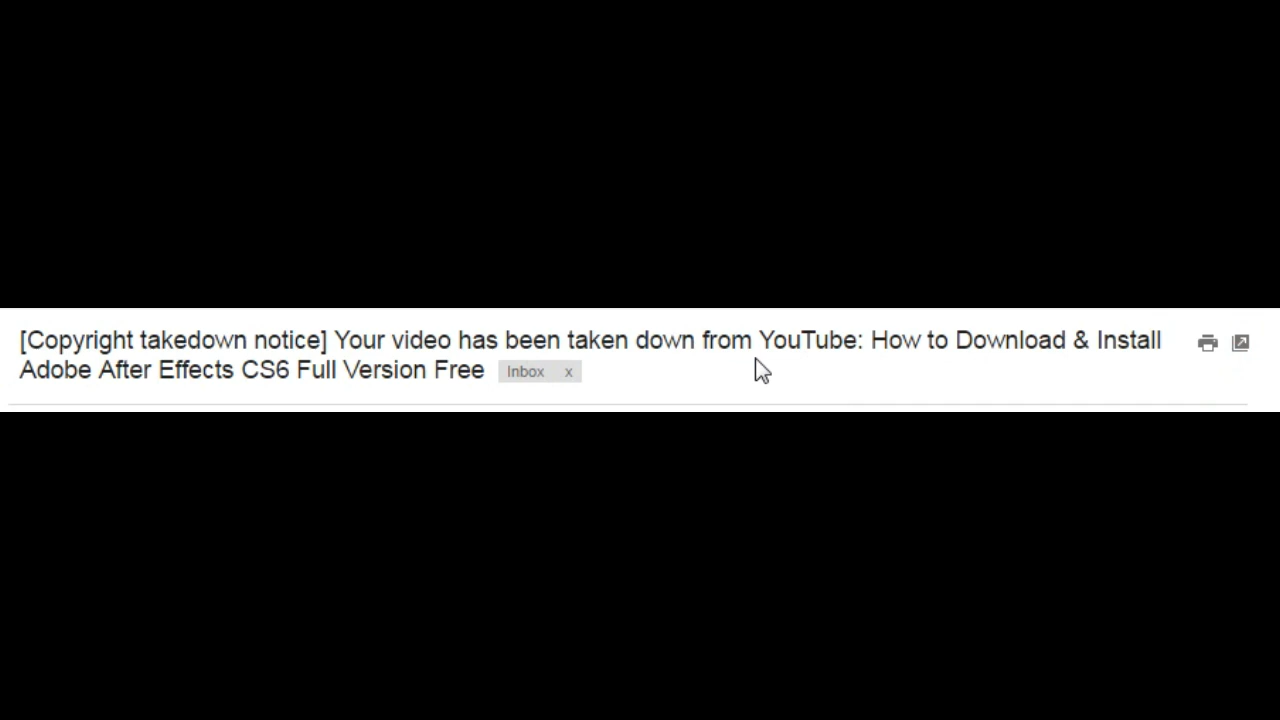 [Copyright takedown notice] Your video has been taken down from YouTube: How to Download & Install
Adobe After Effects CS6 Full Version Free Inbox x